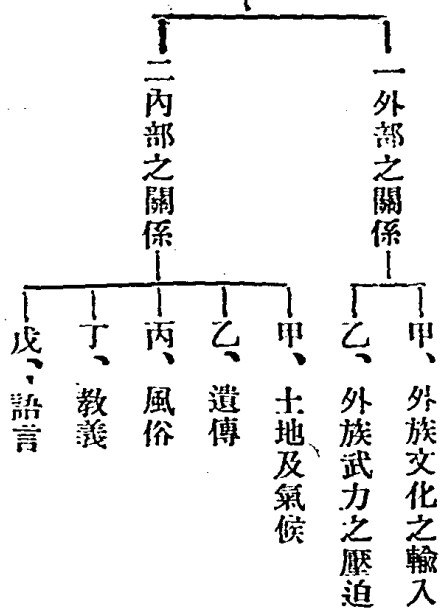 一外部之關係
甲、外族文化之輸入
乙、外族武力之壓迫
二內部之關係
甲、土地及氣候
乙、遺傳
丙、風俗
丁、教義
戊、語言